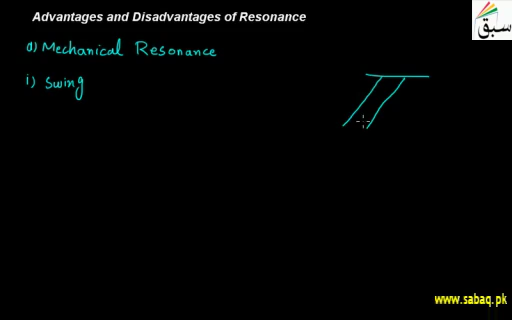 Advantages and Disadvantages of Resonance
سبق
d) Mechanical Resonance
i) Swing
www.sabaq.pk